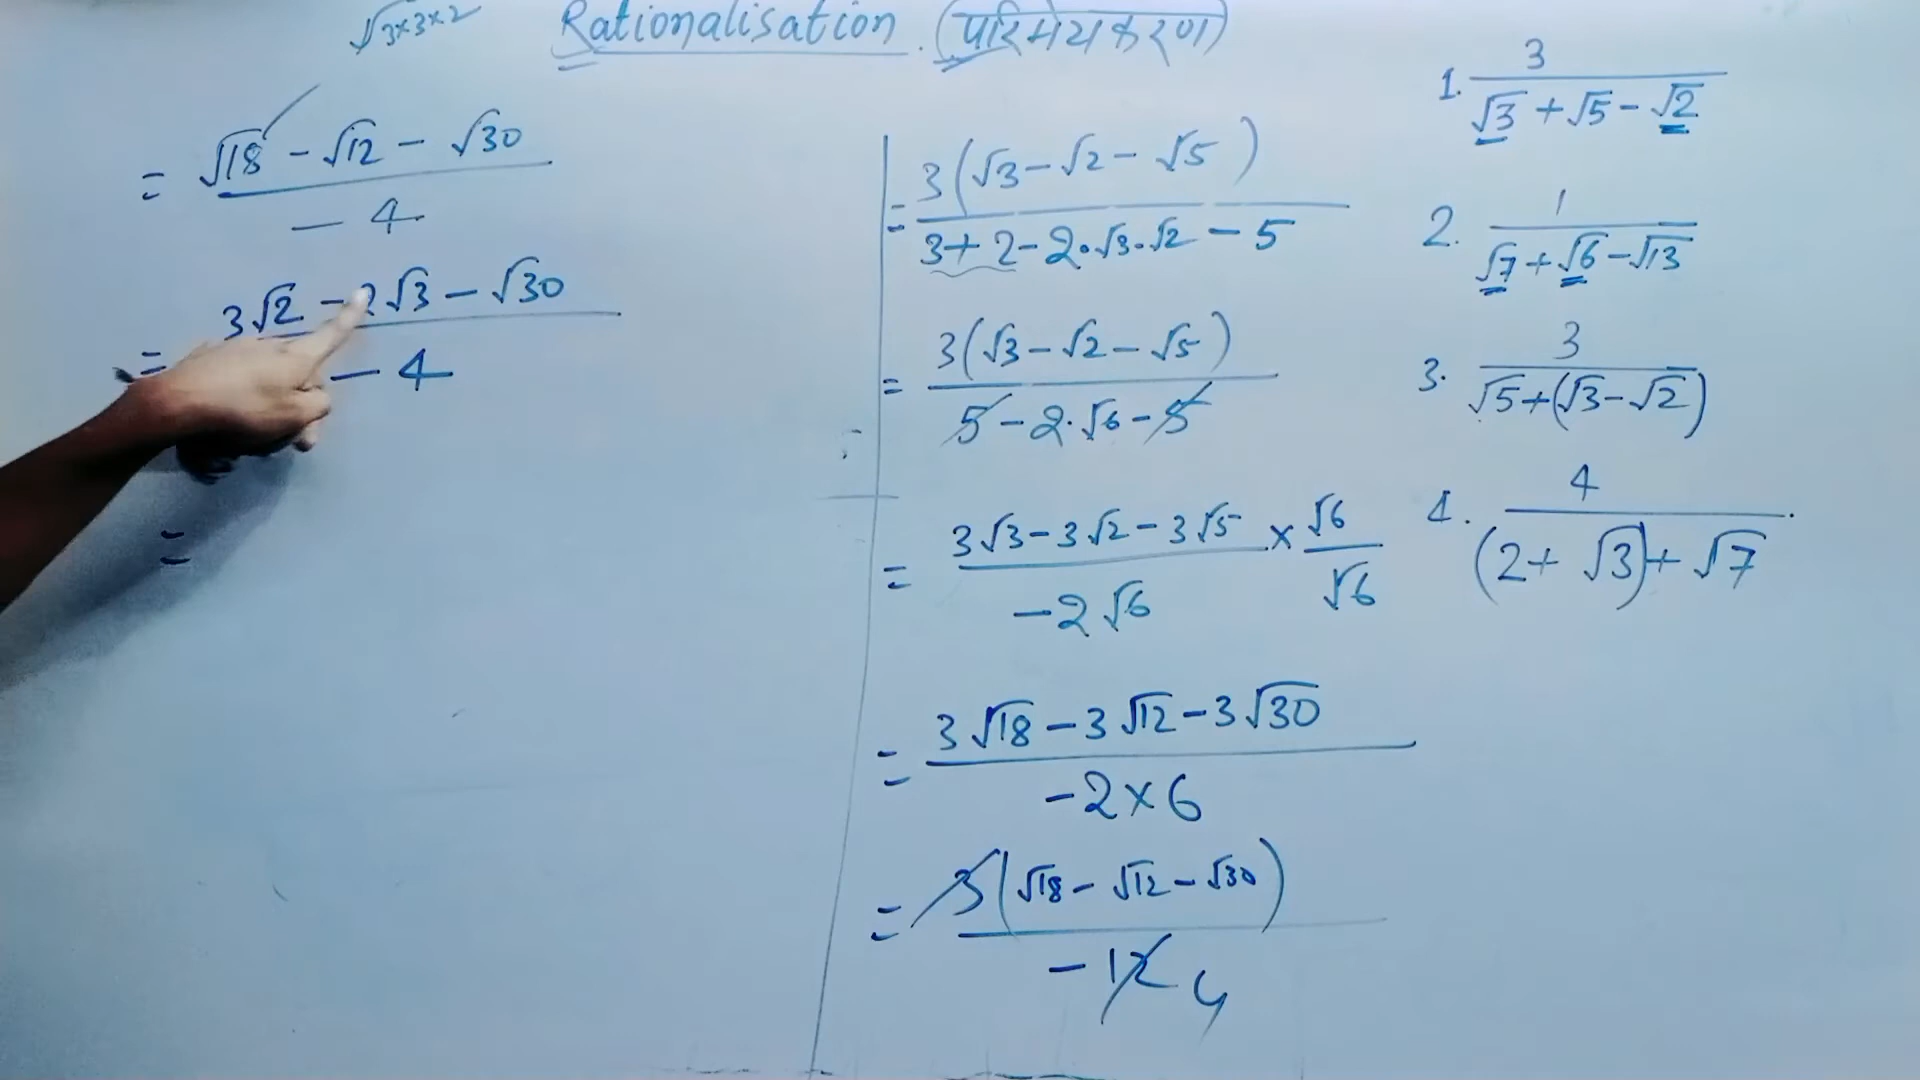 √3×3×2
Rationalisation. (परिमेयकरण)
= (√18 - √12 - √30) / -4
= (3√2 - 2√3 - √30) / -4
=
= 3(√3 - √2 - √5) / (3 + 2 - 2·√3·√2 - 5)
= 3(√3 - √2 - √5) / (5 - 2·√6 - 5)
= (3√3 - 3√2 - 3√5) / -2√6 × √6/√6
= (3√18 - 3√12 - 3√30) / -2×6
= 3(√18 - √12 - √30) / -12 4
1. 3 / (√3 + √5 - √2)
2. 1 / (√7 + √6 - √13)
3. 3 / (√5 + (√3 - √2))
4. 4 / ((2 + √3) + √7)